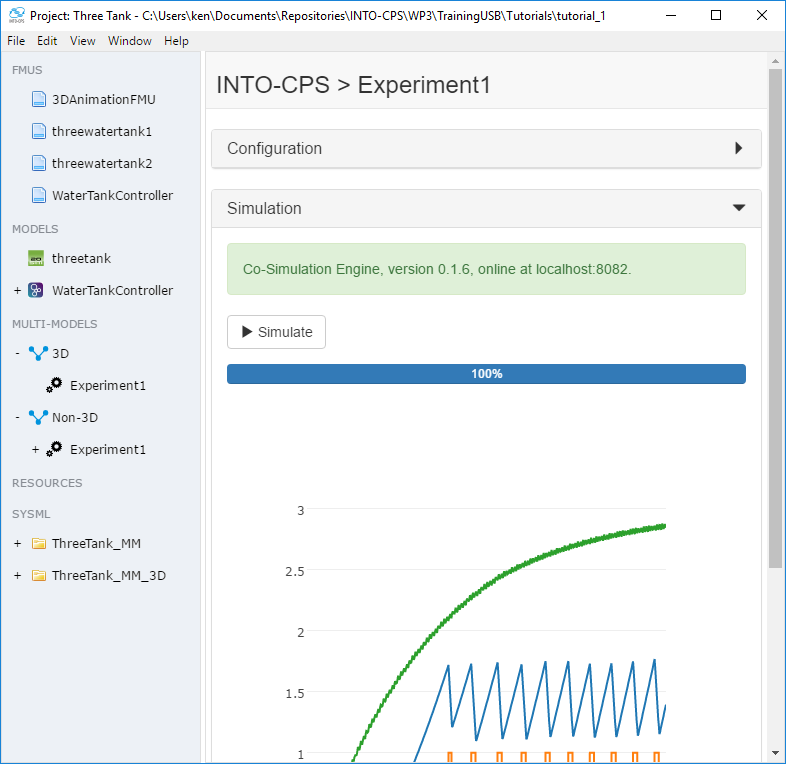 Project: Three Tank - C:\Users\ken\Documents\Repositories\INTO-CPS\WP3\TrainingUSB\Tutorials\tutorial_1
File Edit View Window Help
FMUS
3DAnimationFMU
threewatertank1
threewatertank2
WaterTankController
MODELS
threetank
+ WaterTankController
MULTI-MODELS
- 3D
Experiment1
- Non-3D
+ Experiment1
RESOURCES
SYSML
+ ThreeTank_MM
+ ThreeTank_MM_3D
INTO-CPS > Experiment1
Configuration
Simulation
Co-Simulation Engine, version 0.1.6, online at localhost:8082.
Simulate
100%
3
2.5
2
1.5
1